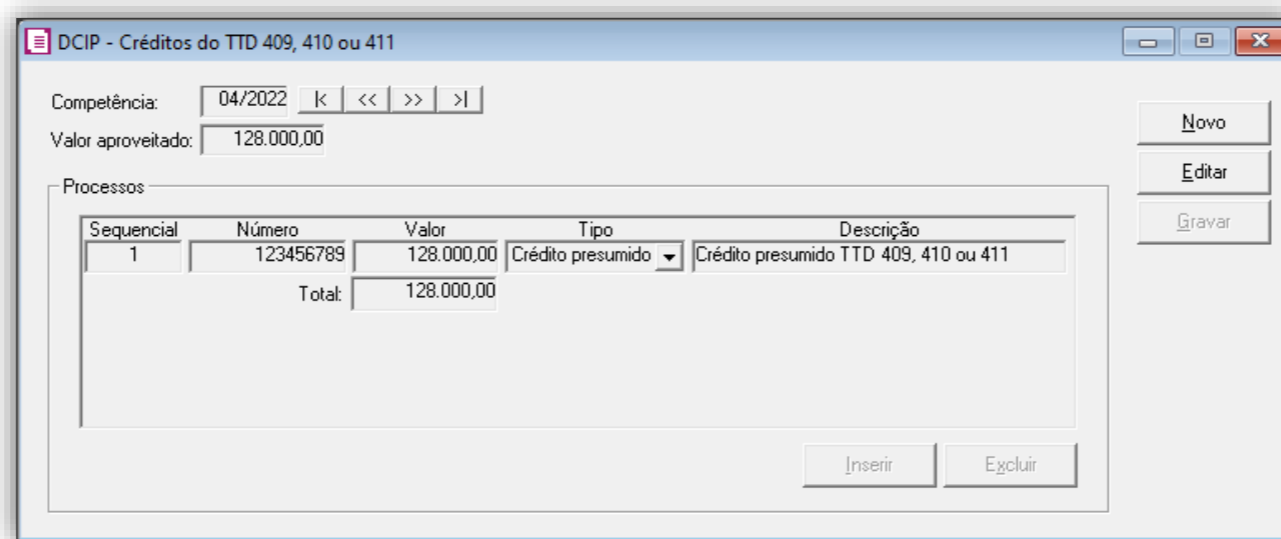 DCIP - Créditos do TTD 409, 410 ou 411
Competência: 04/2022 |< << >> >|
Valor aproveitado: 128.000,00
Novo
Editar
Gravar
Processos
Sequencial Número Valor Tipo Descrição
1 123456789 128.000,00 Crédito presumido Crédito presumido TTD 409, 410 ou 411
Total: 128.000,00
Inserir Excluir